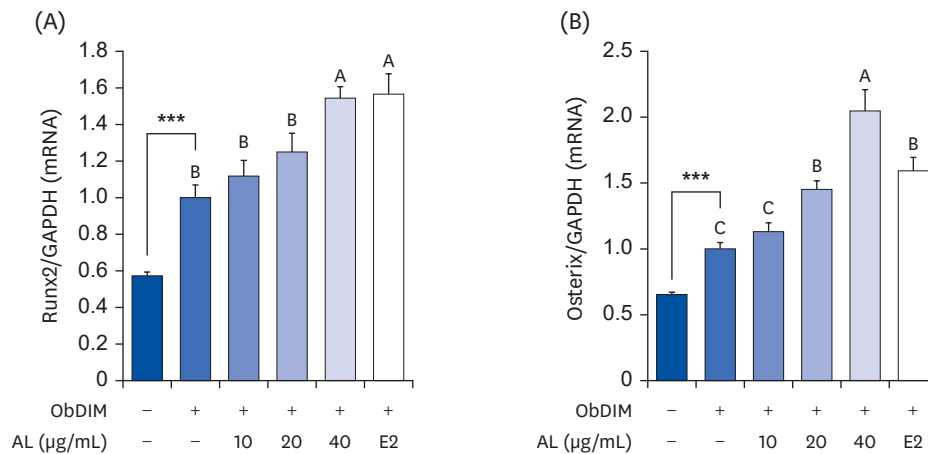 (A)
Runx2/GAPDH (mRNA)
1.8
1.6
1.4
1.2
1.0
0.8
0.6
0.4
0.2
0
***
B
B
B
A
A
ObDIM − + + + + +
AL (µg/mL) − − 10 20 40 E2
(B)
Osterix/GAPDH (mRNA)
2.5
2.0
1.5
1.0
0.5
0
***
C
C
B
A
B
ObDIM − + + + + +
AL (µg/mL) − − 10 20 40 E2